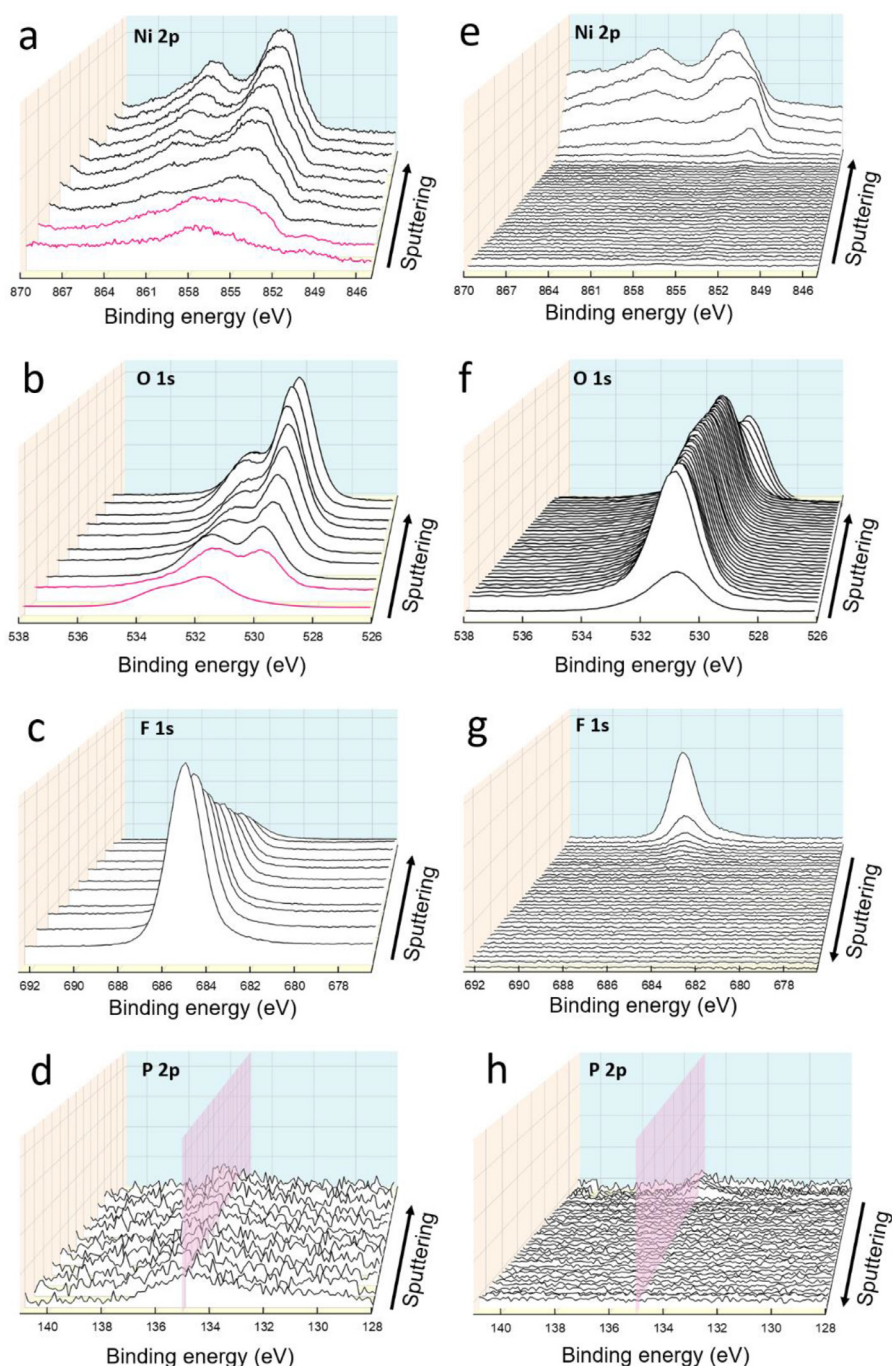 a
Ni 2p
Sputtering
870 867 864 861 858 855 852 849 846
Binding energy (eV)
e
Ni 2p
Sputtering
870 867 864 861 858 855 852 849 846
Binding energy (eV)
b
O 1s
Sputtering
538 536 534 532 530 528 526
Binding energy (eV)
f
O 1s
Sputtering
538 536 534 532 530 528 526
Binding energy (eV)
c
F 1s
Sputtering
692 690 688 686 684 682 680 678
Binding energy (eV)
g
F 1s
Sputtering
692 690 688 686 684 682 680 678
Binding energy (eV)
d
P 2p
Sputtering
140 138 136 134 132 130 128
Binding energy (eV)
h
P 2p
Sputtering
140 138 136 134 132 130 128
Binding energy (eV)